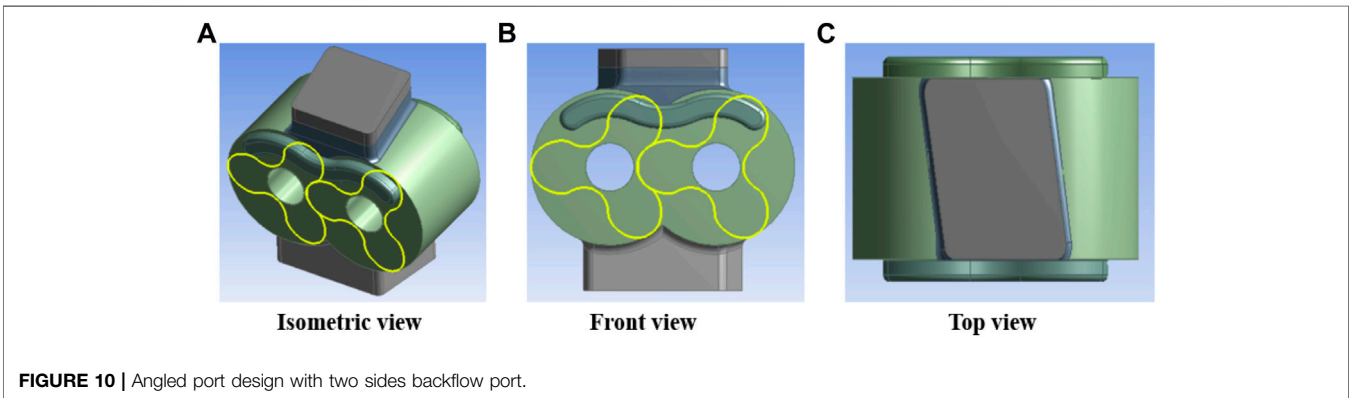 A
B
C
Isometric view
Front view
Top view
FIGURE 10 | Angled port design with two sides backflow port.